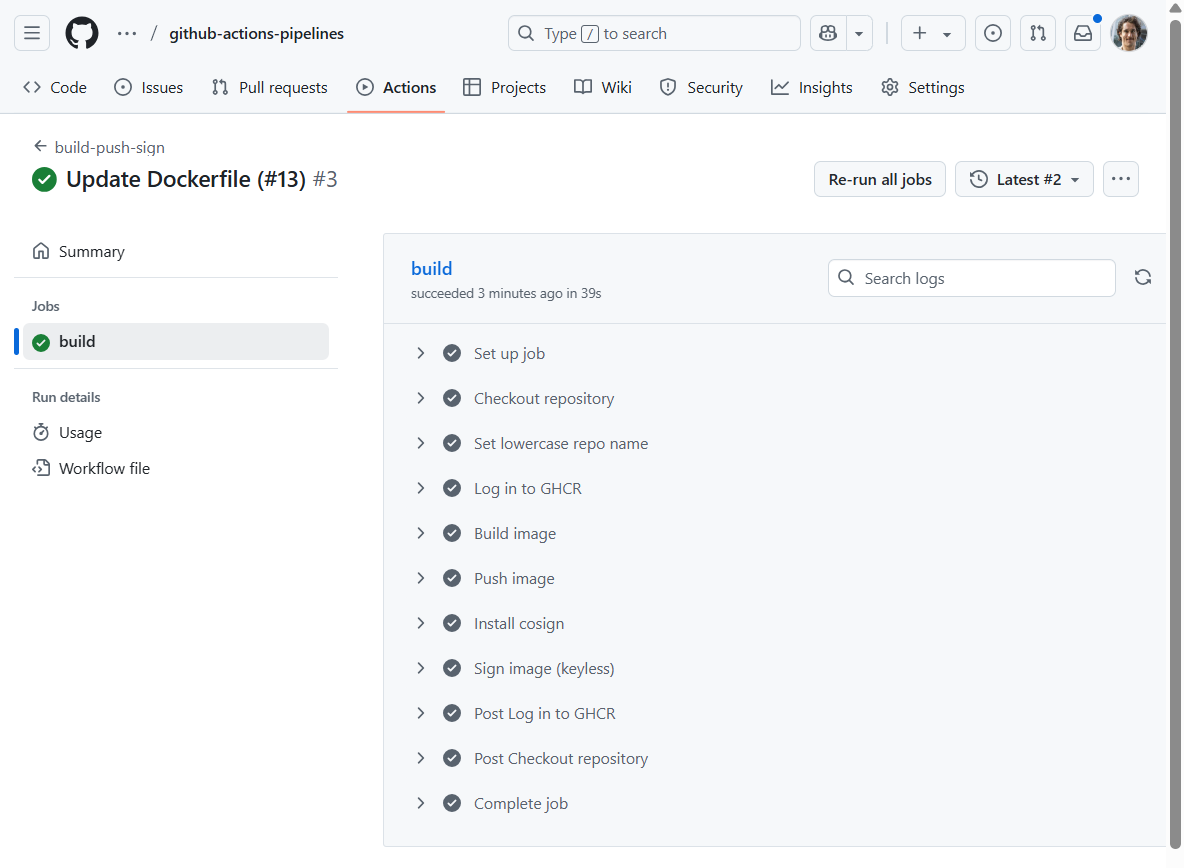 ··· / github-actions-pipelines Type / to search
Code Issues Pull requests Actions Projects Wiki Security Insights Settings
build-push-sign
Update Dockerfile (#13) #3
Re-run all jobs Latest #2 ···
Summary
Jobs
build
Run details
Usage
Workflow file
build
succeeded 3 minutes ago in 39s
Search logs
Set up job
Checkout repository
Set lowercase repo name
Log in to GHCR
Build image
Push image
Install cosign
Sign image (keyless)
Post Log in to GHCR
Post Checkout repository
Complete job